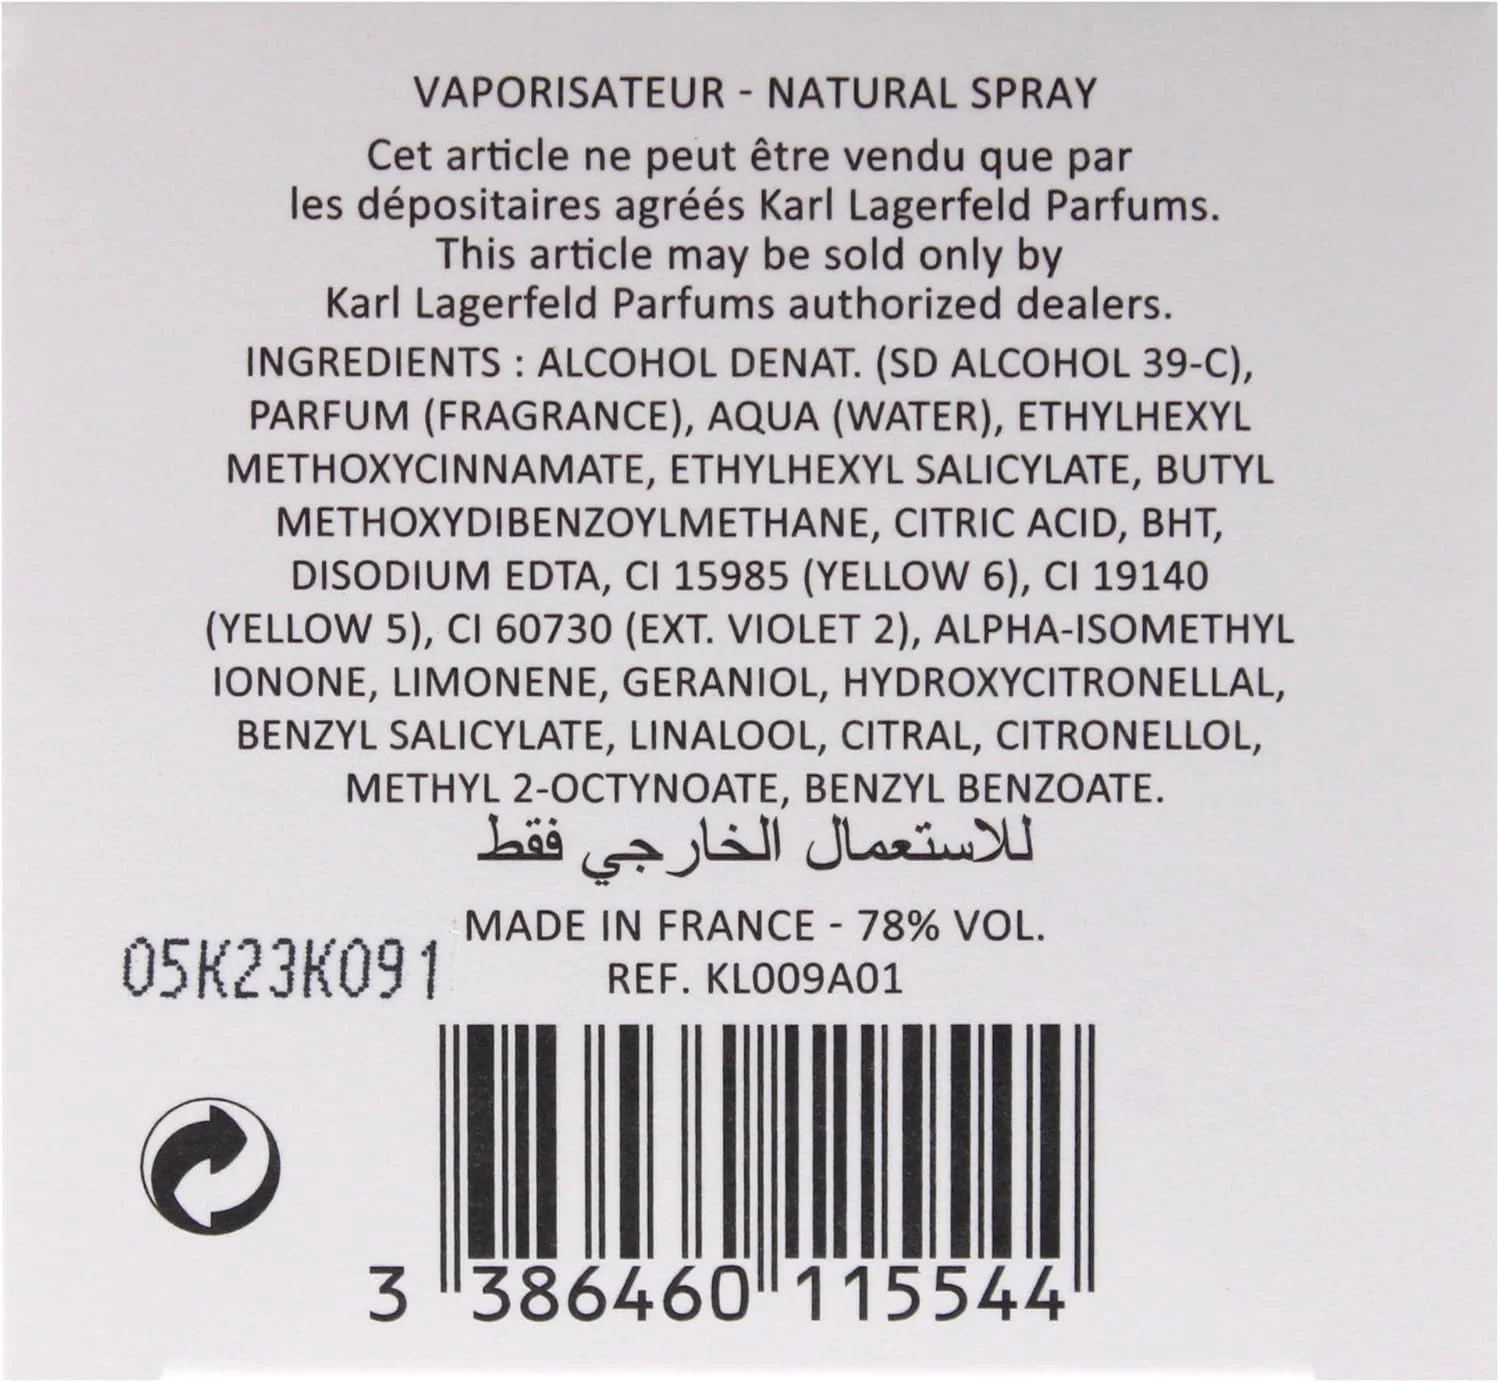 VAPORISATEUR - NATURAL SPRAY
Cet article ne peut être vendu que par
les dépositaires agréés Karl Lagerfeld Parfums.
This article may be sold only by
Karl Lagerfeld Parfums authorized dealers.
INGREDIENTS : ALCOHOL DENAT. (SD ALCOHOL 39-C),
PARFUM (FRAGRANCE), AQUA (WATER), ETHYLHEXYL
METHOXYCINNAMATE, ETHYLHEXYL SALICYLATE, BUTYL
METHOXYDIBENZOYLMETHANE, CITRIC ACID, BHT,
DISODIUM EDTA, CI 15985 (YELLOW 6), CI 19140
(YELLOW 5), CI 60730 (EXT. VIOLET 2), ALPHA-ISOMETHYL
IONONE, LIMONENE, GERANIOL, HYDROXYCITRONELLAL,
BENZYL SALICYLATE, LINALOOL, CITRAL, CITRONELLOL,
METHYL 2-OCTYNOATE, BENZYL BENZOATE.
للاستعمال الخارجي فقط
MADE IN FRANCE - 78% VOL.
05K23K091
REF. KL009A01
3 386460 115544